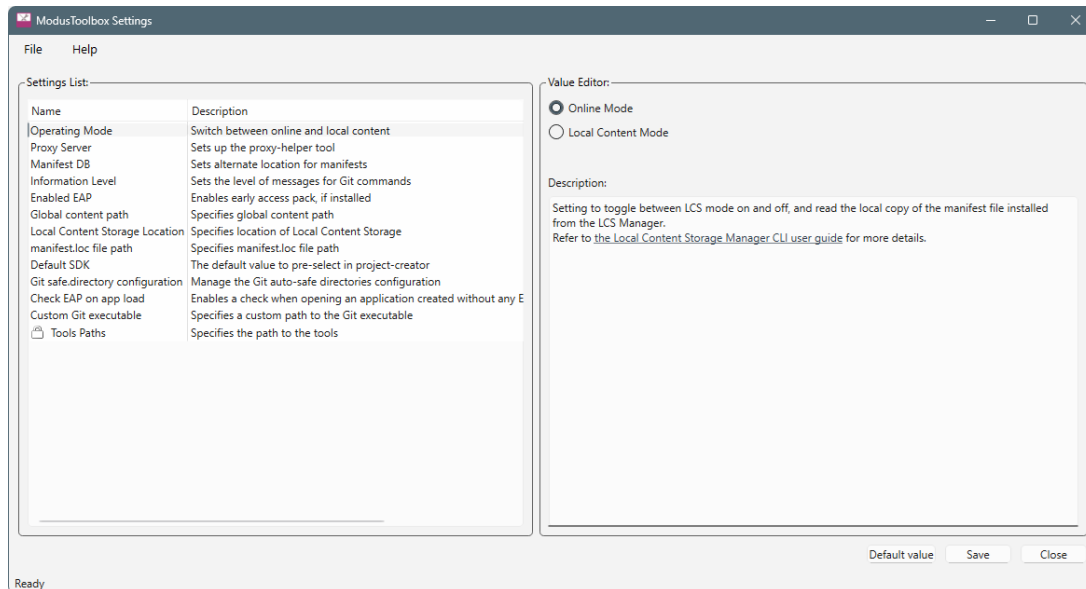 ModusToolbox Settings
File Help
Settings List:
Name Description
Operating Mode Switch between online and local content
Proxy Server Sets up the proxy-helper tool
Manifest DB Sets alternate location for manifests
Information Level Sets the level of messages for Git commands
Enabled EAP Enables early access pack, if installed
Global content path Specifies global content path
Local Content Storage Location Specifies location of Local Content Storage
manifest.loc file path Specifies manifest.loc file path
Default SDK The default value to pre-select in project-creator
Git safe.directory configuration Manage the Git auto-safe directories configuration
Check EAP on app load Enables a check when opening an application created without any E
Custom Git executable Specifies a custom path to the Git executable
Tools Paths Specifies the path to the tools
Value Editor:
Online Mode
Local Content Mode
Description:
Setting to toggle between LCS mode on and off, and read the local copy of the manifest file installed
from the LCS Manager.
Refer to the Local Content Storage Manager CLI user guide for more details.
Default value Save Close
Ready